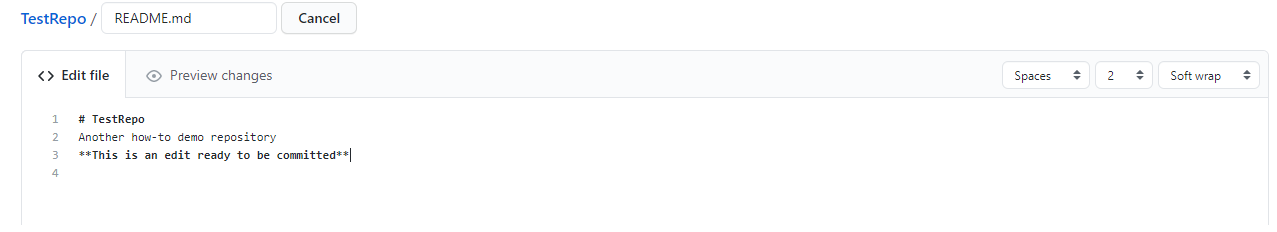 TestRepo / README.md Cancel
<> Edit file Preview changes Spaces 2 Soft wrap
1 # TestRepo
2 Another how-to demo repository
3 **This is an edit ready to be committed**
4